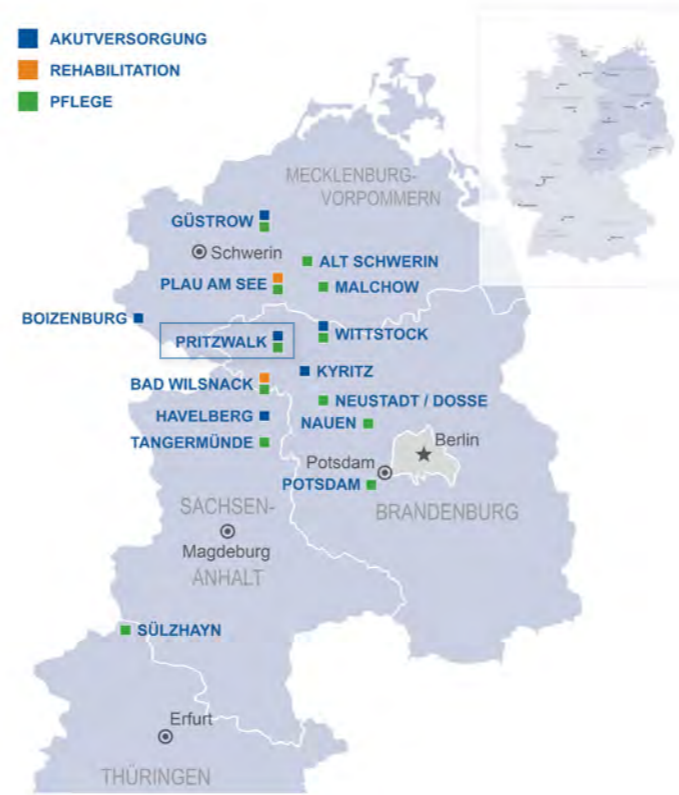 AKUTVERSORGUNG
REHABILITATION
PFLEGE
MECKLENBURG-
VORPOMMERN
GÜSTROW
Schwerin
ALT SCHWERIN
PLAU AM SEE
MALCHOW
BOIZENBURG
WITTSTOCK
PRITZWALK
KYRITZ
BAD WILSNACK
NEUSTADT / DOSSE
HAVELBERG
NAUEN
TANGERMÜNDE
Berlin
Potsdam
POTSDAM
SACHSEN-
BRANDENBURG
Magdeburg
ANHALT
SÜLZHAYN
Erfurt
THÜRINGEN